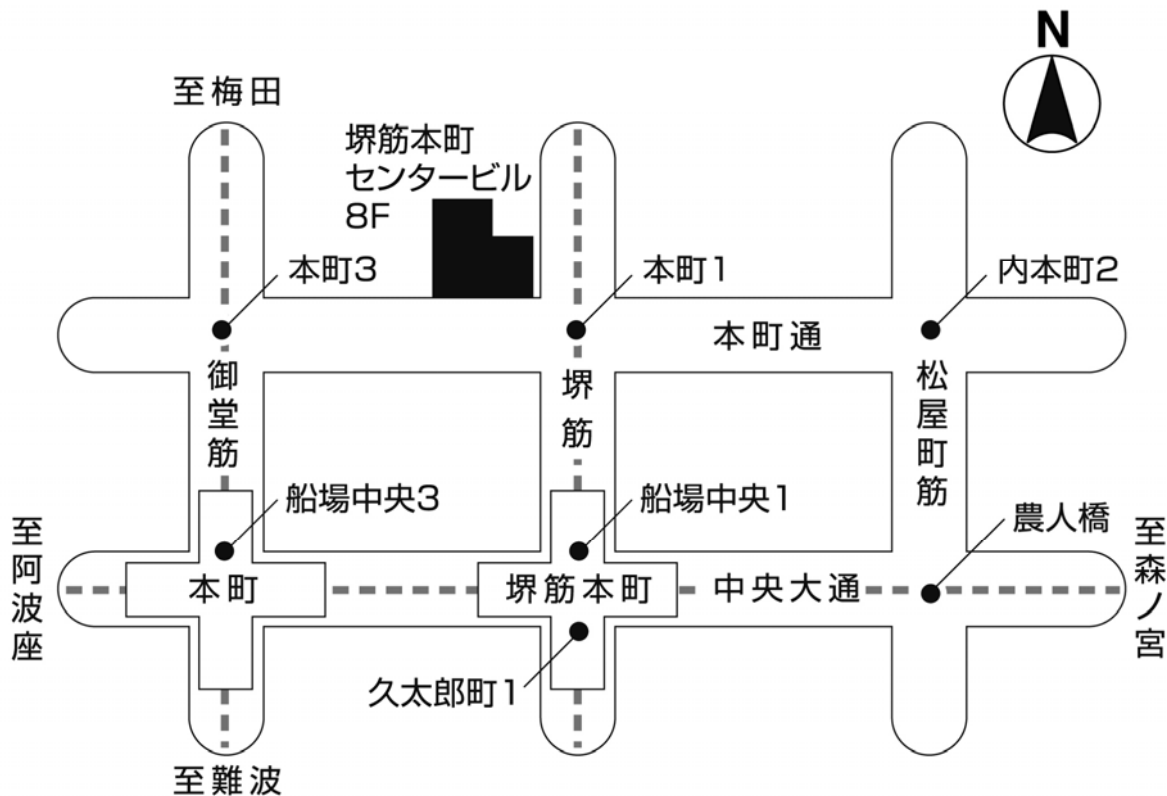 N
至梅田
堺筋本町
センタービル
8F
本町3
本町1
内本町2
本町通
御堂筋
堺筋
松屋町筋
船場中央3
船場中央1
農人橋
至阿波座
本町
堺筋本町
中央大通
至森ノ宮
久太郎町1
至難波